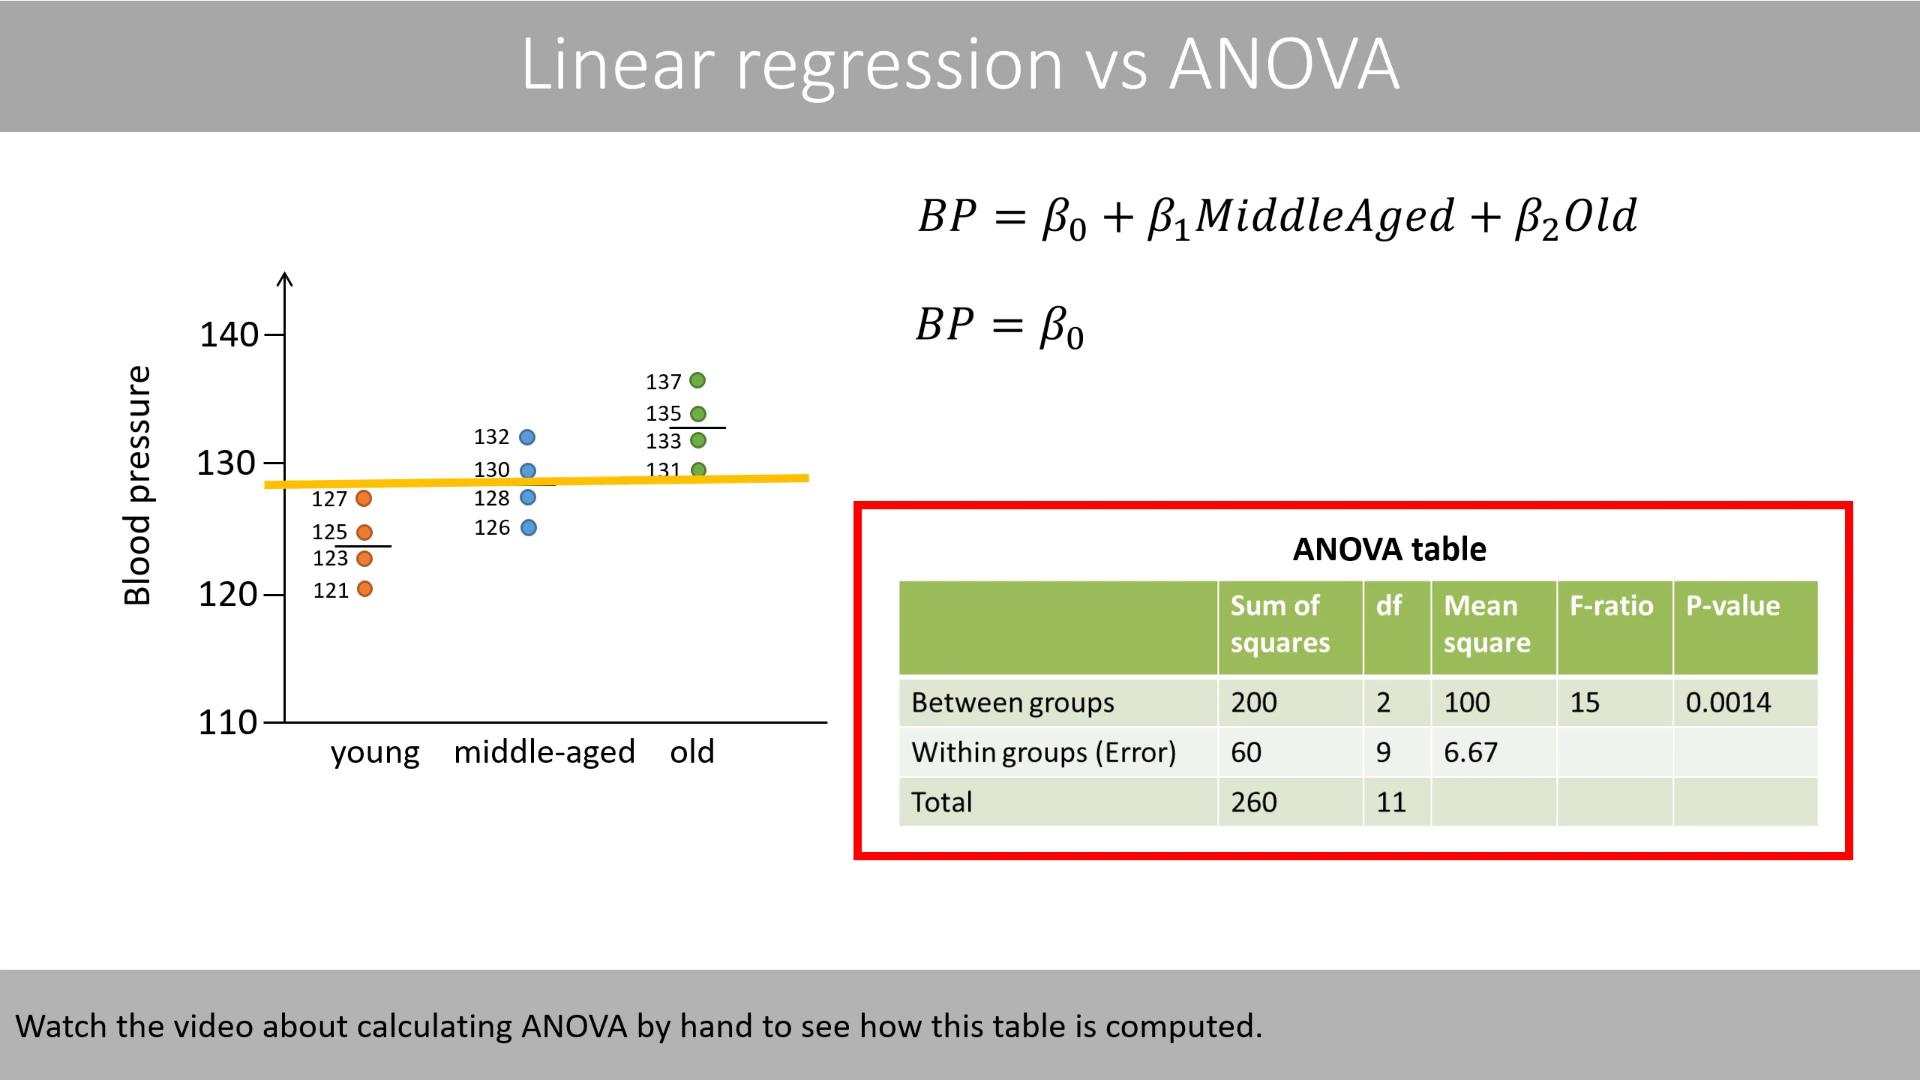 Linear regression vs ANOVA
BP = β₀ + β₁MiddleAged + β₂Old
BP = β₀
Blood pressure
140
130
120
110
127
125
123
121
132
130
128
126
137
135
133
131
young middle-aged old
ANOVA table
Sum of squares df Mean square F-ratio P-value
Between groups 200 2 100 15 0.0014
Within groups (Error) 60 9 6.67
Total 260 11
Watch the video about calculating ANOVA by hand to see how this table is computed.